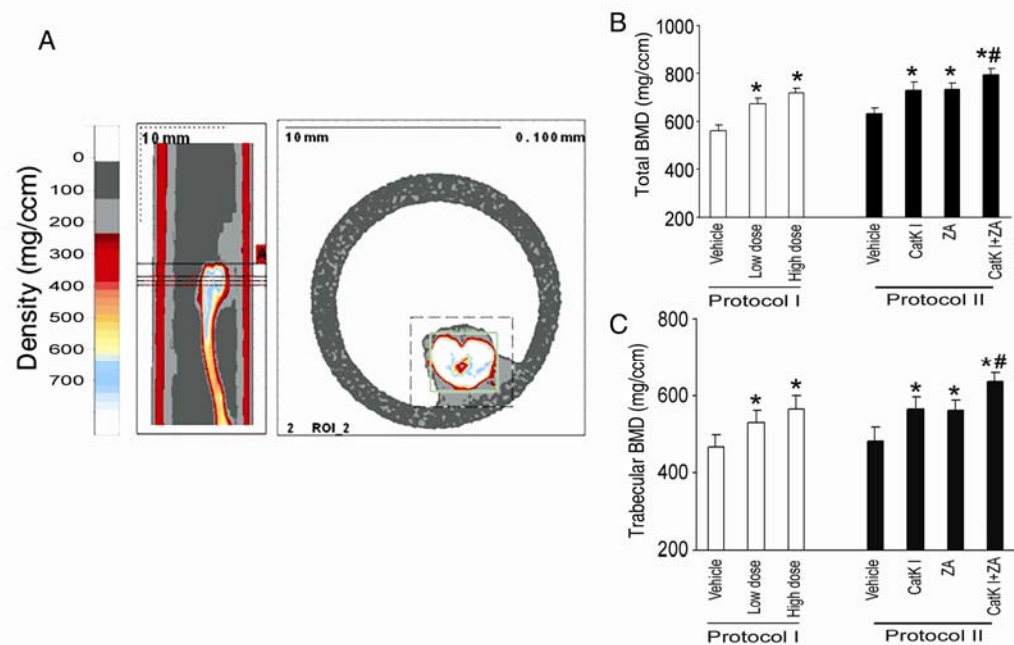 A
Density (mg/ccm)
0
100
200
300
400
500
600
700
10 mm
A
10 mm 0.100 mm
2 ROI_2
B
Total BMD (mg/ccm)
1000
800
600
400
200
* * * * *#
Vehicle Low dose High dose Vehicle CatK I ZA CatK I+ZA
Protocol I Protocol II
C
Trabecular BMD (mg/ccm)
800
600
400
200
* * * * *#
Vehicle Low dose High dose Vehicle CatK I ZA CatK I+ZA
Protocol I Protocol II